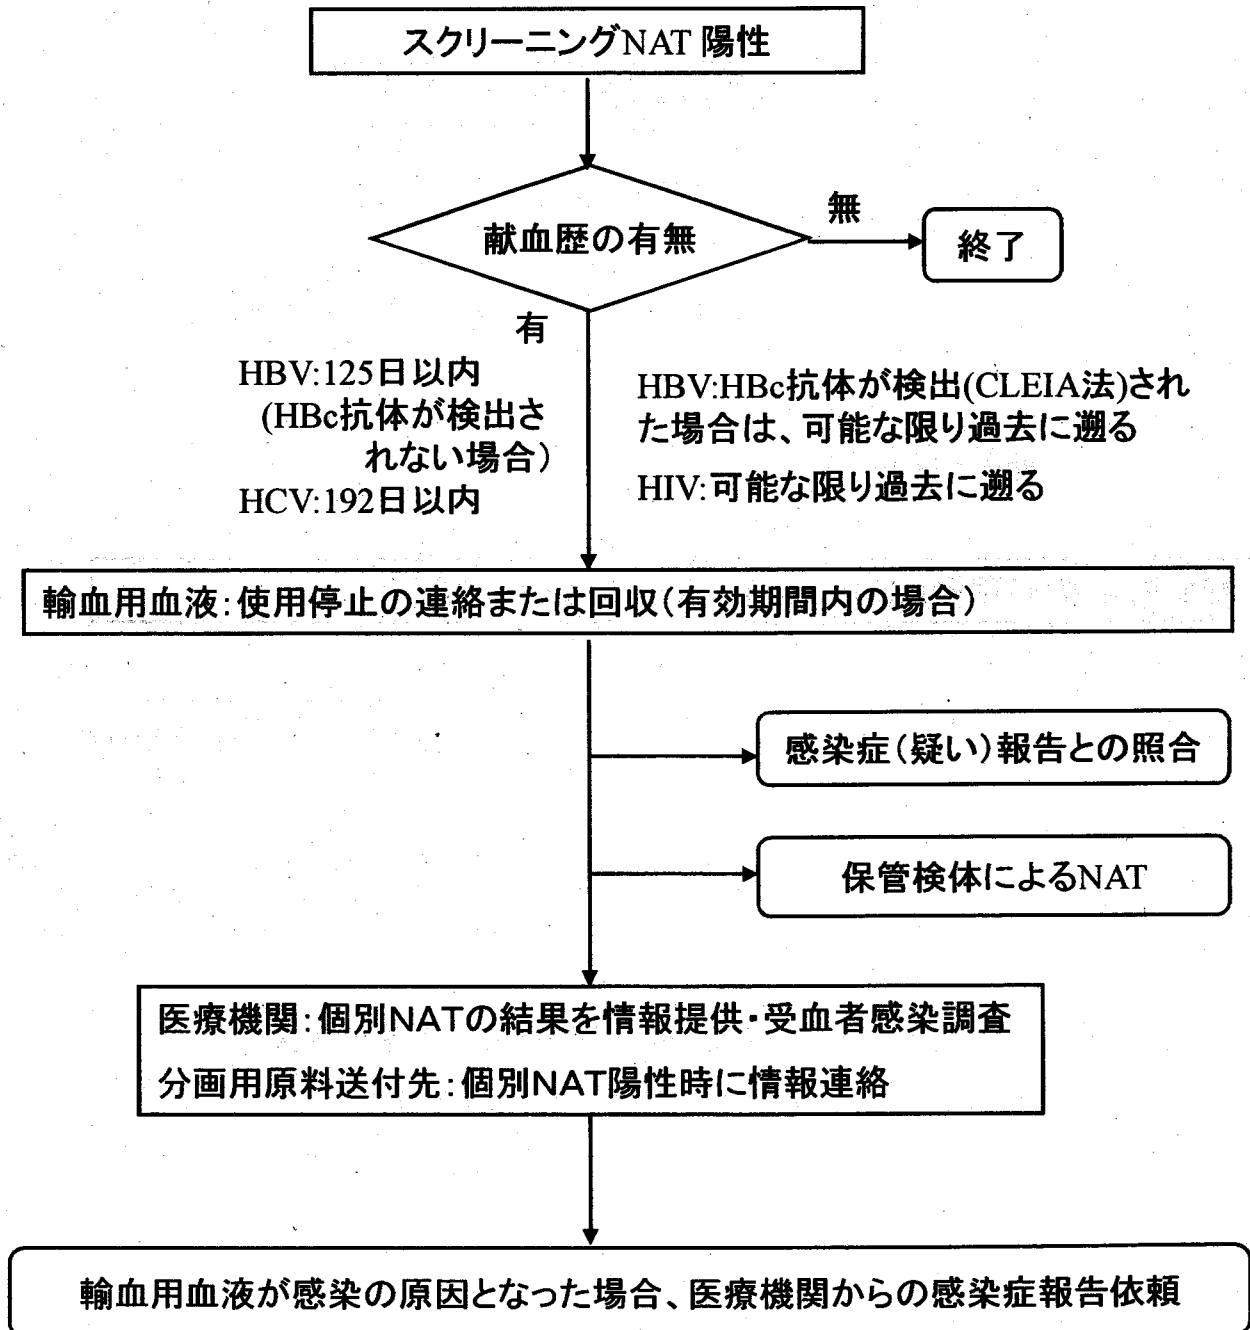 スクリーニングNAT 陽性
献血歴の有無
無
終了
有
HBV:125日以内
(HBc抗体が検出さ
れない場合)
HCV:192日以内
HBV:HBc抗体が検出(CLEIA法)され
た場合は、可能な限り過去に遡る
HIV:可能な限り過去に遡る
輸血用血液:使用停止の連絡または回収(有効期間内の場合)
感染症(疑い)報告との照合
保管検体によるNAT
医療機関:個別NATの結果を情報提供・受血者感染調査
分画用原料送付先:個別NAT陽性時に情報連絡
輸血用血液が感染の原因となった場合、医療機関からの感染症報告依頼